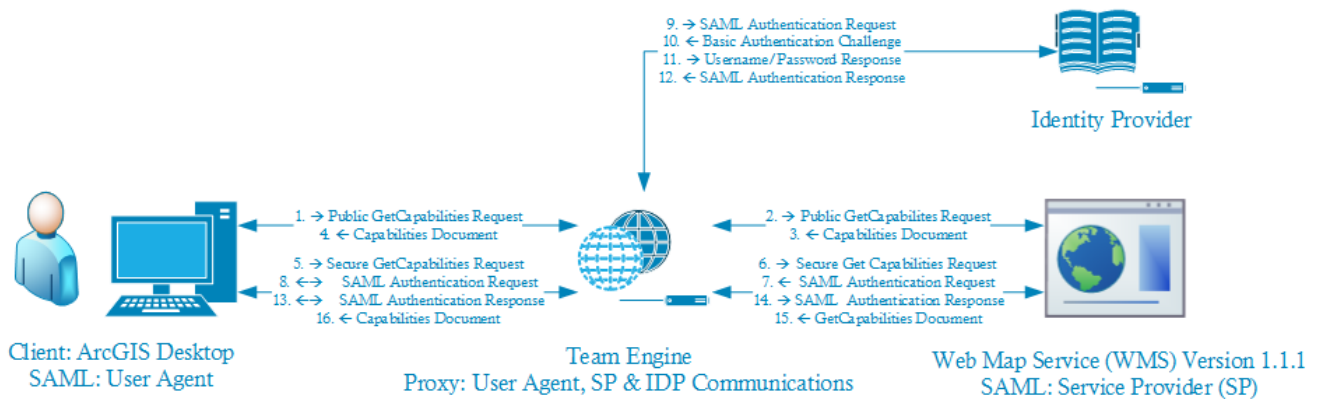 9. → SAML Authentication Request
10. ← Basic Authentication Challenge
11. → Username/Password Response
12. ← SAML Authentication Response
Identity Provider
1. → Public GetCapabilities Request
4. ← Capabilities Document
5. → Secure GetCapabilities Request
8. ←→ SAML Authentication Request
13. ←→ SAML Authentication Response
16. ← Capabilities Document
2. → Public GetCapabilites Request
3. ← Capabilities Document
6. → Secure Get Capabilities Request
7. ← SAML Authentication Request
14. → SAML Authentication Response
15. ← GetCapabilities Document
Client: ArcGIS Desktop
SAML: User Agent
Team Engine
Proxy: User Agent, SP & IDP Communications
Web Map Service (WMS) Version 1.1.1
SAML: Service Provider (SP)